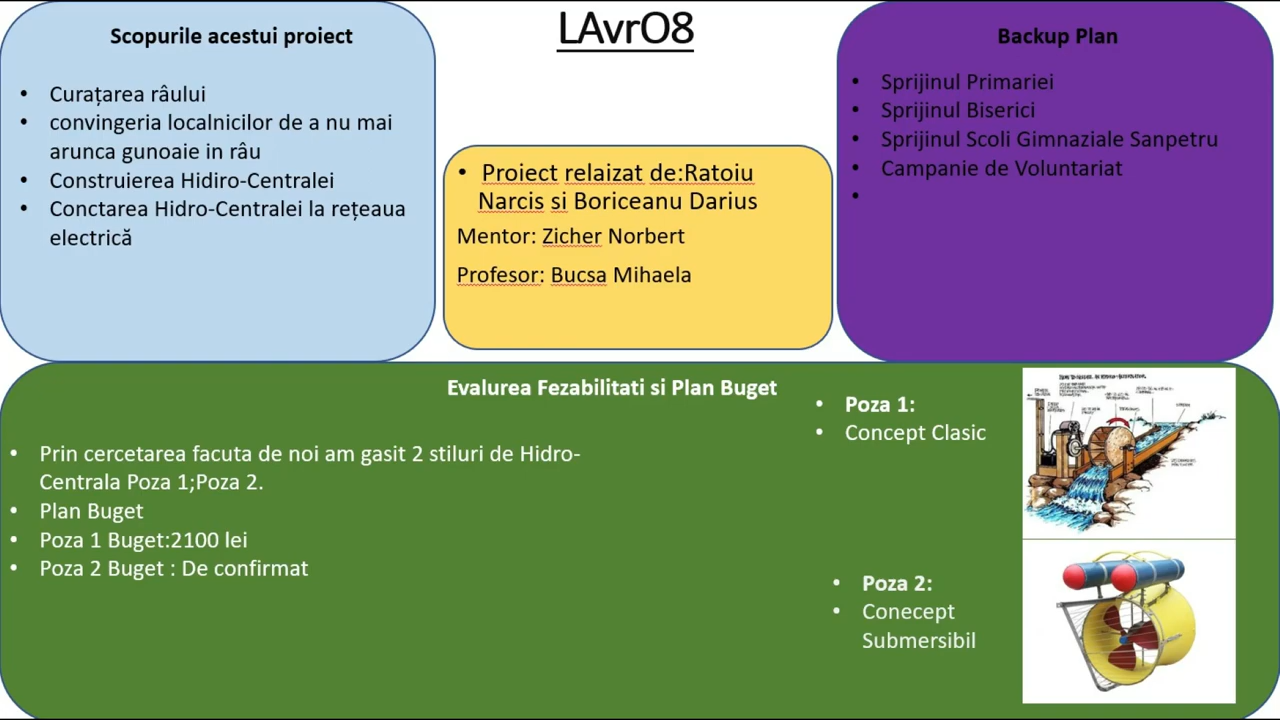 LAvrO8
Scopurile acestui proiect
• Curațarea râului
• convingeria localnicilor de a nu mai
arunca gunoaie in râu
• Construierea Hidiro-Centralei
• Conctarea Hidro-Centralei la rețeaua
electrică
• Proiect relaizat de:Ratoiu
Narcis si Boriceanu Darius
Mentor: Zicher Norbert
Profesor: Bucsa Mihaela
Backup Plan
• Sprijinul Primariei
• Sprijinul Biserici
• Sprijinul Scoli Gimnaziale Sanpetru
• Campanie de Voluntariat
•
Evalurea Fezabilitati si Plan Buget
• Prin cercetarea facuta de noi am gasit 2 stiluri de Hidro-
Centrala Poza 1;Poza 2.
• Plan Buget
• Poza 1 Buget:2100 lei
• Poza 2 Buget : De confirmat
• Poza 1:
• Concept Clasic
• Poza 2:
• Conecept
Submersibil